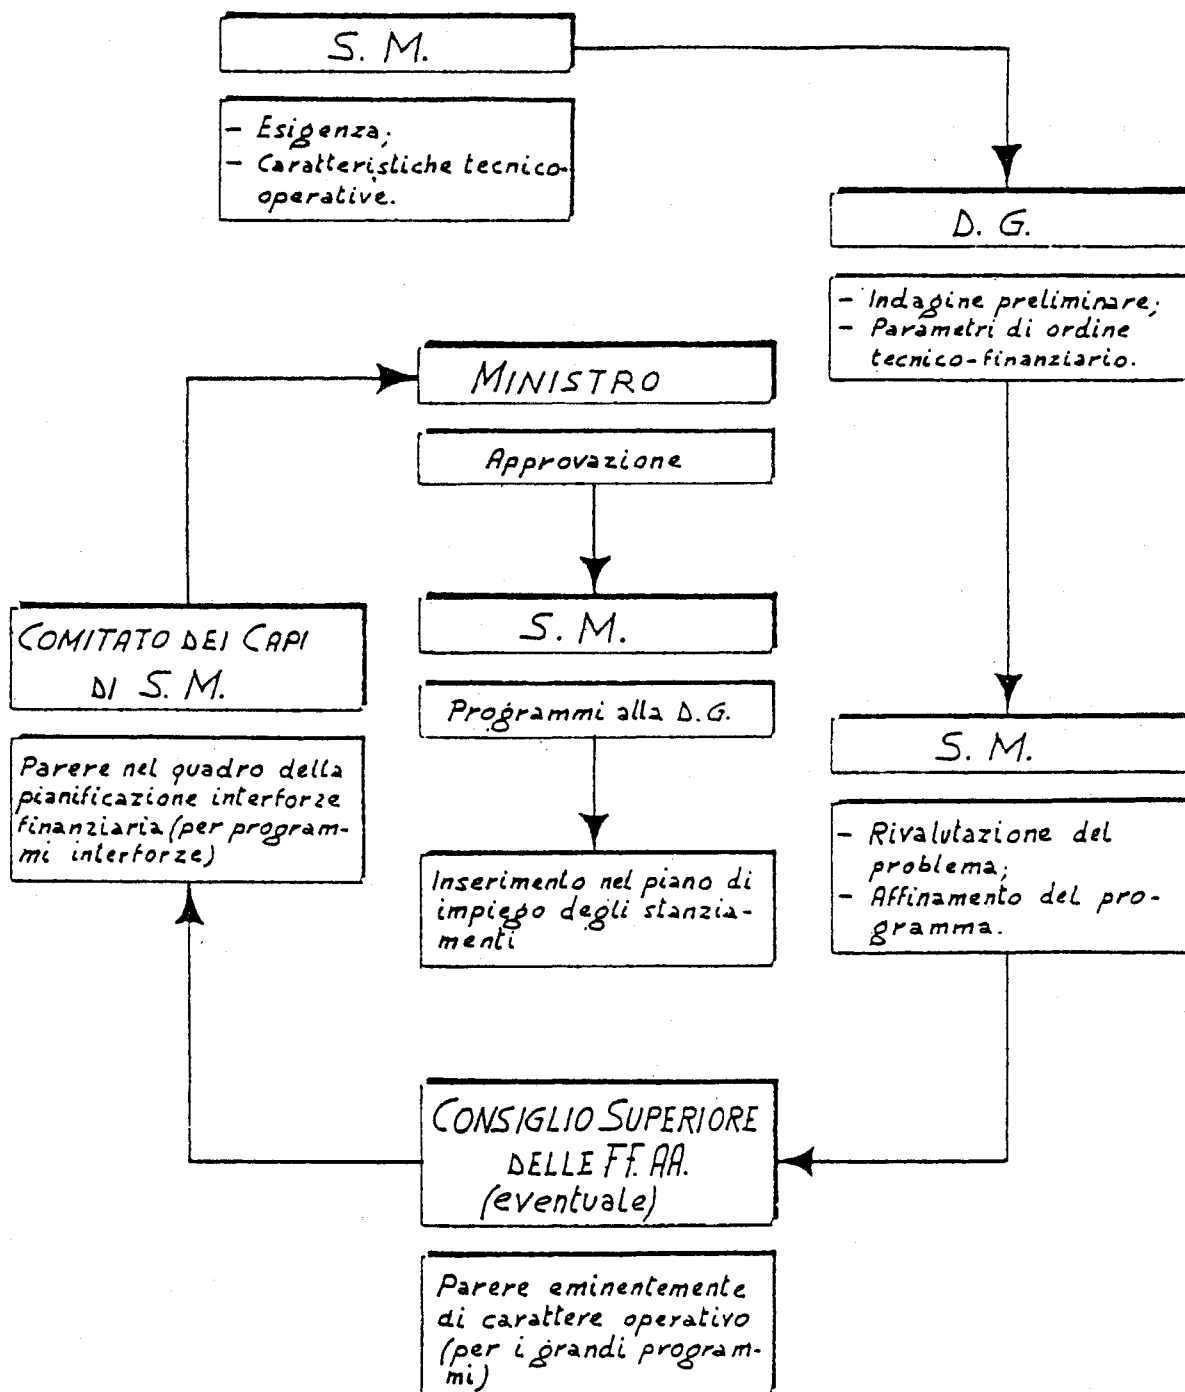 S. M.
- Esigenza;
- Caratteristiche tecnico-
operative.
D. G.
- Indagine preliminare;
- Parametri di ordine
tecnico-finanziario.
S. M.
- Rivalutazione del
problema;
- Affinamento del pro-
gramma.
CONSIGLIO SUPERIORE
DELLE FF. AA.
(eventuale)
Parere eminentemente
di carattere operativo
(per i grandi program-
mi)
COMITATO DEI CAPI
DI S. M.
Parere nel quadro della
pianificazione interforze
finanziaria (per program-
mi interforze)
MINISTRO
Approvazione
S. M.
Programmi alla D. G.
Inserimento nel piano di
impiego degli stanzia-
menti